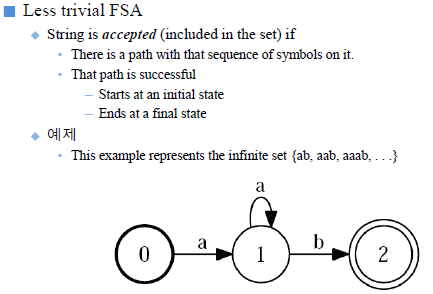 Less trivial FSA
String is accepted (included in the set) if
There is a path with that sequence of symbols on it.
That path is successful
– Starts at an initial state
– Ends at a final state
예제
This example represents the infinite set {ab, aab, aaab, . . .}
a
0 a 1 b 2